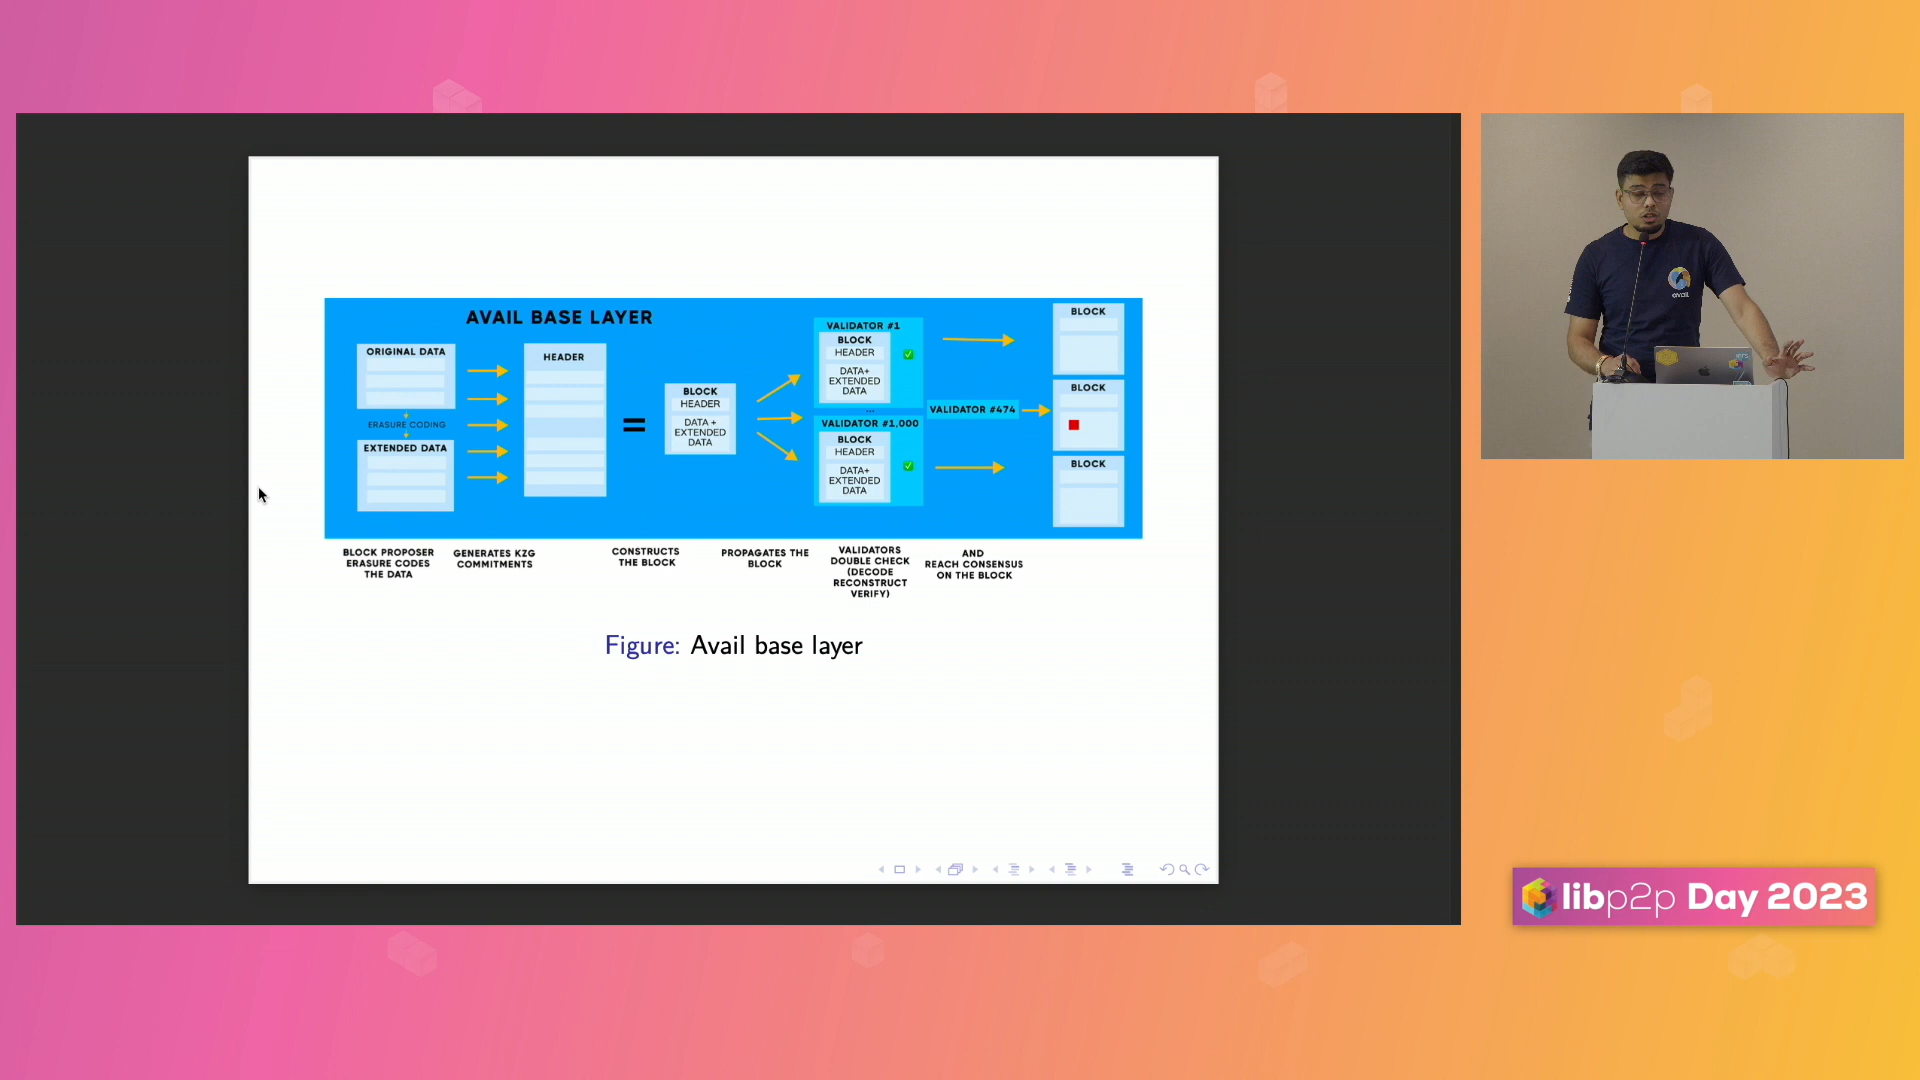 AVAIL BASE LAYER
ORIGINAL DATA
ERASURE CODING
EXTENDED DATA
HEADER
=
BLOCK
HEADER
DATA +
EXTENDED
DATA
VALIDATOR #1
BLOCK
HEADER
DATA+
EXTENDED
DATA
...
VALIDATOR #1,000
BLOCK
HEADER
DATA+
EXTENDED
DATA
VALIDATOR #474
BLOCK
BLOCK
BLOCK
BLOCK PROPOSER
ERASURE CODES
THE DATA
GENERATES KZG
COMMITMENTS
CONSTRUCTS
THE BLOCK
PROPAGATES THE
BLOCK
VALIDATORS
DOUBLE CHECK
(DECODE
RECONSTRUCT
VERIFY)
AND
REACH CONSENSUS
ON THE BLOCK
Figure: Avail base layer
avail
libp2p Day 2023